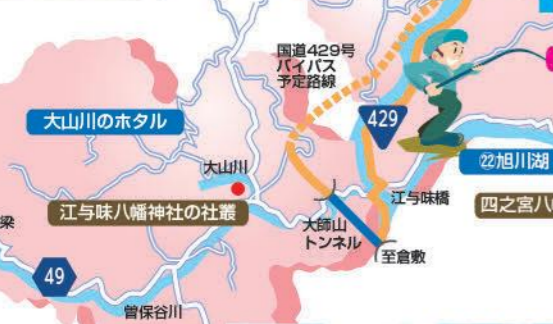 国道429号
バイパス
予定路線
大山川のホタル
429
大山川
㉒旭川湖
江与味橋
江与味八幡神社の社叢
四之宮八
梁
大師山
トンネル
至倉敷
49
曽保谷川